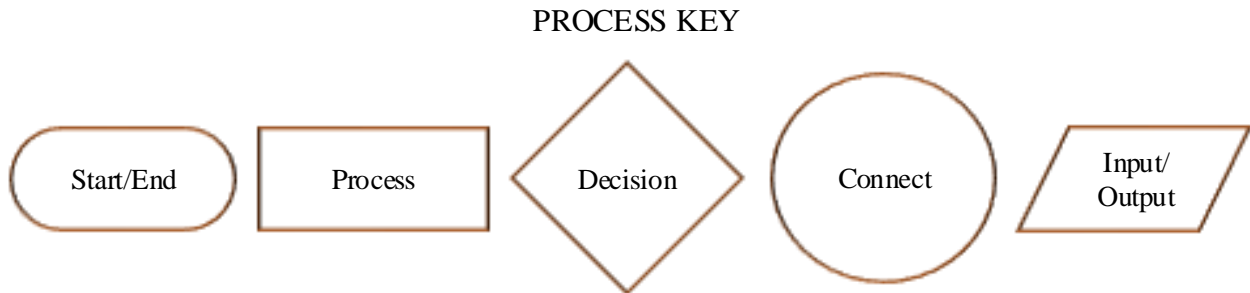 PROCESS KEY
Start/End
Process
Decision
Connect
Input/
Output